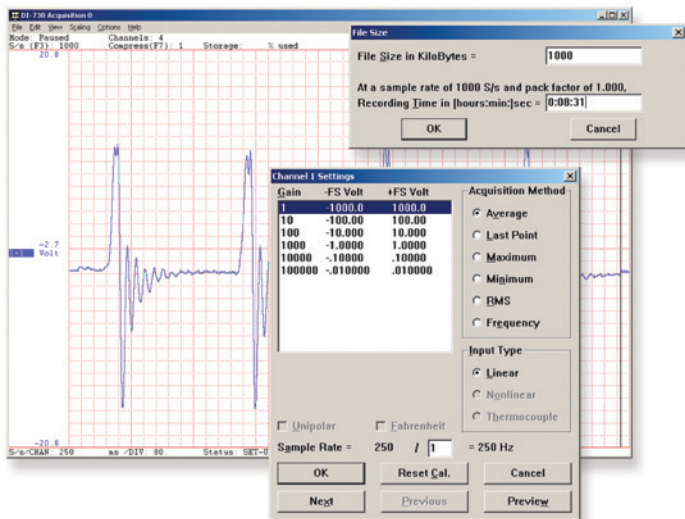 DI-730 Acquisition 0
File Edit View Scaling Options Help
Mode: Paused Channels: 4
S/s (F3): 1000 Compress(F7): 1 Storage: % used
20.8
-2.7
1-1 Volt
-20.8
S/s/CHAN: 250 ms /DIV: 80.
File Size
File Size in KiloBytes = 1000
At a sample rate of 1000 S/s and pack factor of 1.000,
Recording Time in [hours:min:]sec = 0:08:31
OK Cancel
Channel 1 Settings
Gain -FS Volt +FS Volt
1 -1000.0 1000.0
10 -100.00 100.00
100 -10.000 10.000
1000 -1.0000 1.0000
10000 -.10000 .10000
100000 -.010000 .010000
Acquisition Method
Average
Last Point
Maximum
Minimum
RMS
Frequency
Input Type
Linear
Nonlinear
Thermocouple
Unipolar Fahrenheit
Sample Rate = 250 / 1 = 250 Hz
OK Reset Cal. Cancel
Next Previous Preview